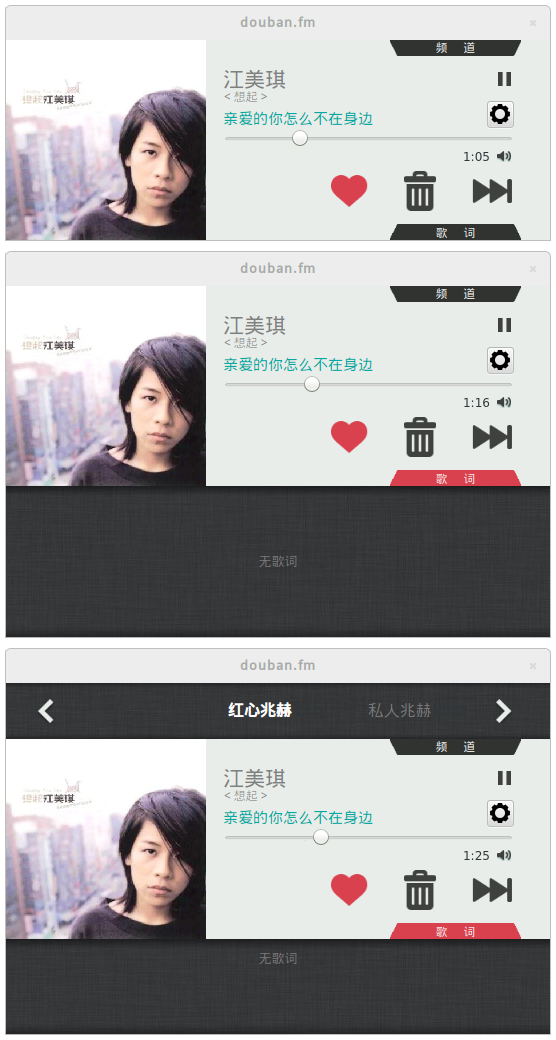 douban.fm
频 道
江美琪
< 想起 >
亲爱的你怎么不在身边
1:05
歌 词
想起江美琪
douban.fm
频 道
江美琪
< 想起 >
亲爱的你怎么不在身边
1:16
歌 词
想起江美琪
无歌词
douban.fm
红心兆赫 私人兆赫
频 道
江美琪
< 想起 >
亲爱的你怎么不在身边
1:25
歌 词
想起江美琪
无歌词